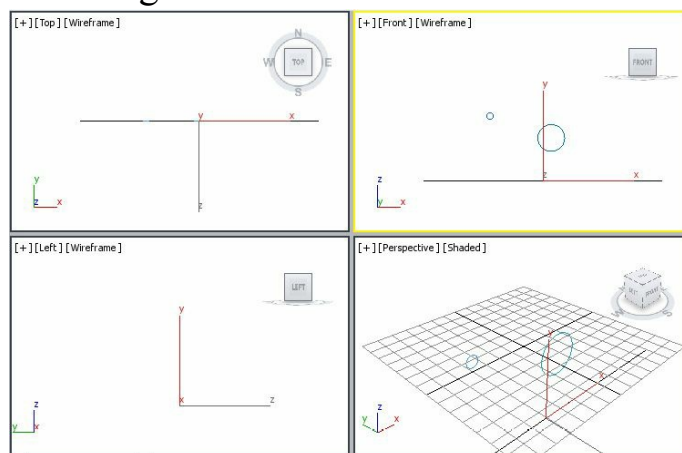 [+] [Top] [Wireframe]
N
W
TOP
E
S
y
x
z
y
z
x
[+] [Front] [Wireframe]
FRONT
y
z
x
z
y
x
[+] [Left] [Wireframe]
LEFT
y
x
z
z
y
x
[+] [Perspective] [Shaded]
W
S
y
x
z
y
x